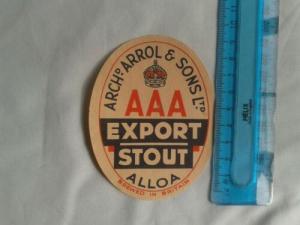 ARCHD. ARROL & SONS LTD
AAA
EXPORT
STOUT
ALLOA
BREWED IN BRITAIN
HELIX